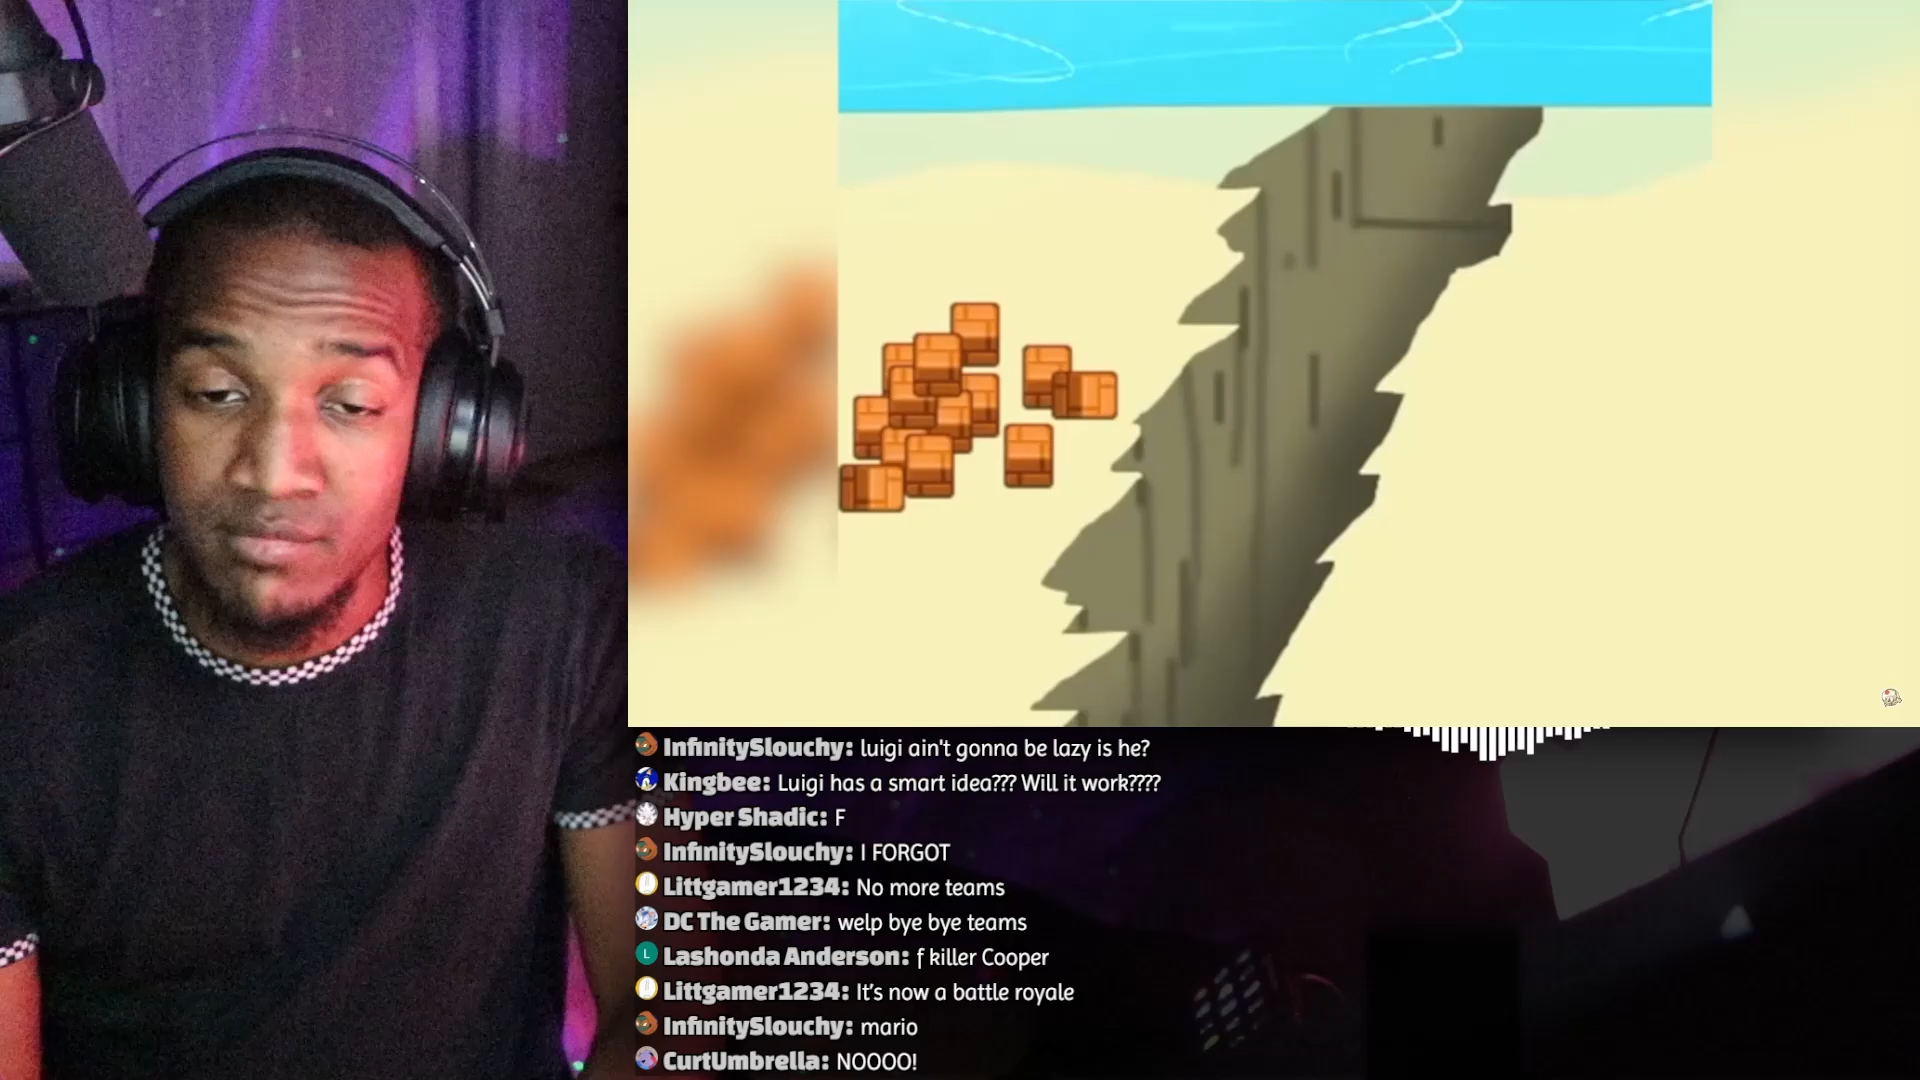 InfinitySlouchy: luigi ain't gonna be lazy is he?
Kingbee: Luigi has a smart idea??? Will it work????
Hyper Shadic: F
InfinitySlouchy: I FORGOT
Littgamer1234: No more teams
DC The Gamer: welp bye bye teams
L Lashonda Anderson: f killer Cooper
Littgamer1234: It's now a battle royale
InfinitySlouchy: mario
CurtUmbrella: NOOOO!